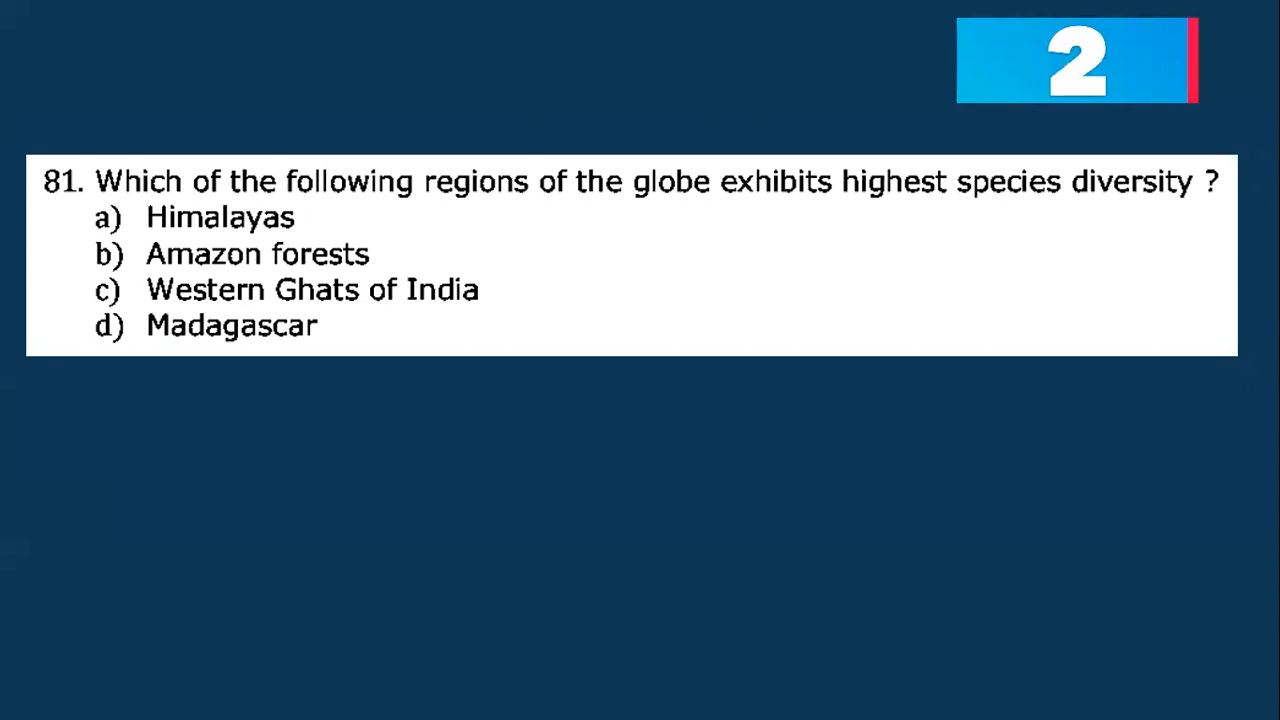 2
81. Which of the following regions of the globe exhibits highest species diversity ?
a) Himalayas
b) Amazon forests
c) Western Ghats of India
d) Madagascar